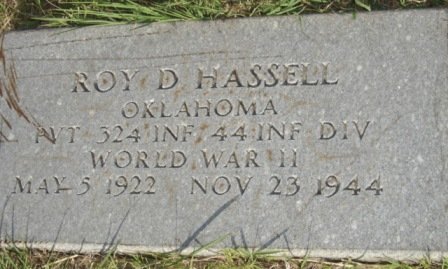 ROY D HASSELL
OKLAHOMA
PVT 324 INF 44 INF DIV
WORLD WAR II
MAY 5 1922 NOV 23 1944